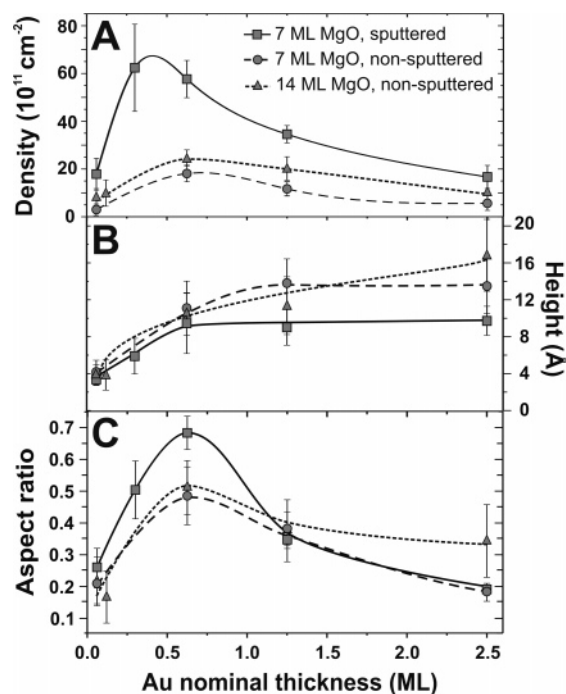 A
7 ML MgO, sputtered
7 ML MgO, non-sputtered
14 ML MgO, non-sputtered
Density (10¹¹ cm⁻²)
80
60
40
20
0
B
Height (Å)
20
16
12
8
4
0
C
Aspect ratio
0.7
0.6
0.5
0.4
0.3
0.2
0.1
0.0 0.5 1.0 1.5 2.0 2.5
Au nominal thickness (ML)